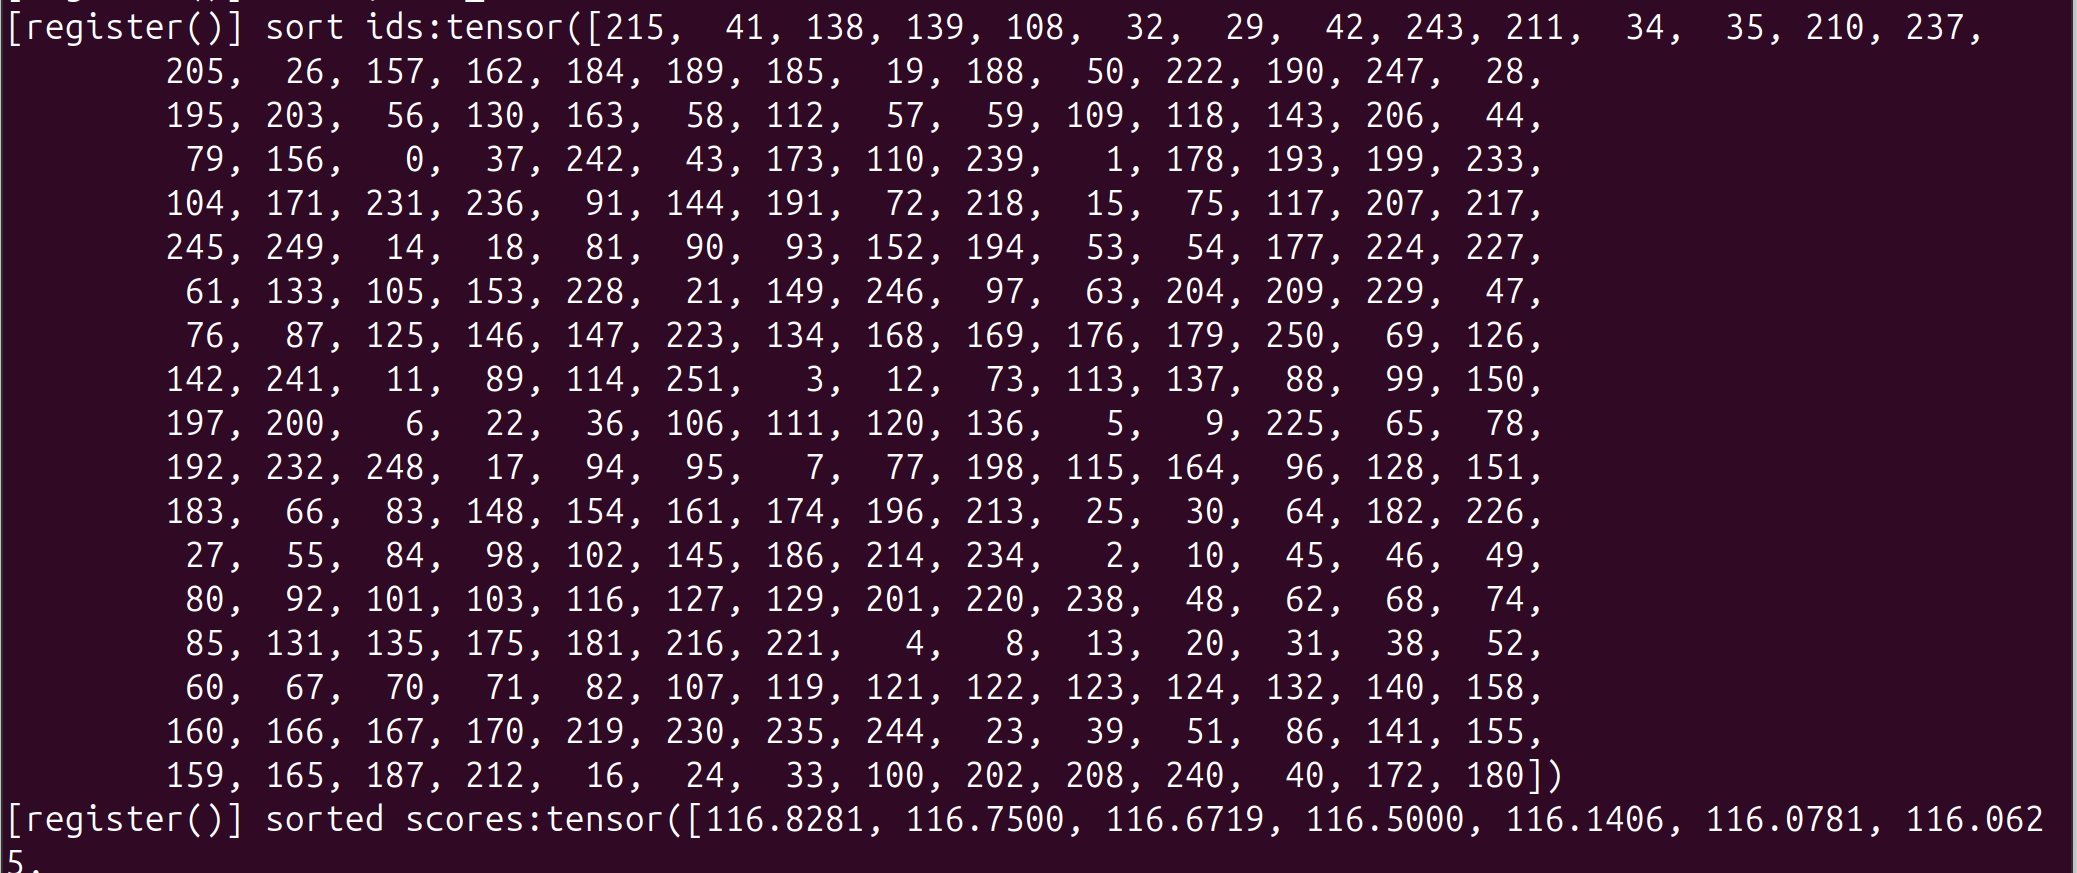 [register()] sort ids:tensor([215,  41, 138, 139, 108,  32,  29,  42, 243, 211,  34,  35, 210, 237,
        205,  26, 157, 162, 184, 189, 185,  19, 188,  50, 222, 190, 247,  28,
        195, 203,  56, 130, 163,  58, 112,  57,  59, 109, 118, 143, 206,  44,
         79, 156,   0,  37, 242,  43, 173, 110, 239,   1, 178, 193, 199, 233,
        104, 171, 231, 236,  91, 144, 191,  72, 218,  15,  75, 117, 207, 217,
        245, 249,  14,  18,  81,  90,  93, 152, 194,  53,  54, 177, 224, 227,
         61, 133, 105, 153, 228,  21, 149, 246,  97,  63, 204, 209, 229,  47,
         76,  87, 125, 146, 147, 223, 134, 168, 169, 176, 179, 250,  69, 126,
        142, 241,  11,  89, 114, 251,   3,  12,  73, 113, 137,  88,  99, 150,
        197, 200,   6,  22,  36, 106, 111, 120, 136,   5,   9, 225,  65,  78,
        192, 232, 248,  17,  94,  95,   7,  77, 198, 115, 164,  96, 128, 151,
        183,  66,  83, 148, 154, 161, 174, 196, 213,  25,  30,  64, 182, 226,
         27,  55,  84,  98, 102, 145, 186, 214, 234,   2,  10,  45,  46,  49,
         80,  92, 101, 103, 116, 127, 129, 201, 220, 238,  48,  62,  68,  74,
         85, 131, 135, 175, 181, 216, 221,   4,   8,  13,  20,  31,  38,  52,
         60,  67,  70,  71,  82, 107, 119, 121, 122, 123, 124, 132, 140, 158,
        160, 166, 167, 170, 219, 230, 235, 244,  23,  39,  51,  86, 141, 155,
        159, 165, 187, 212,  16,  24,  33, 100, 202, 208, 240,  40, 172, 180])
[register()] sorted scores:tensor([116.8281, 116.7500, 116.6719, 116.5000, 116.1406, 116.0781, 116.062
5,